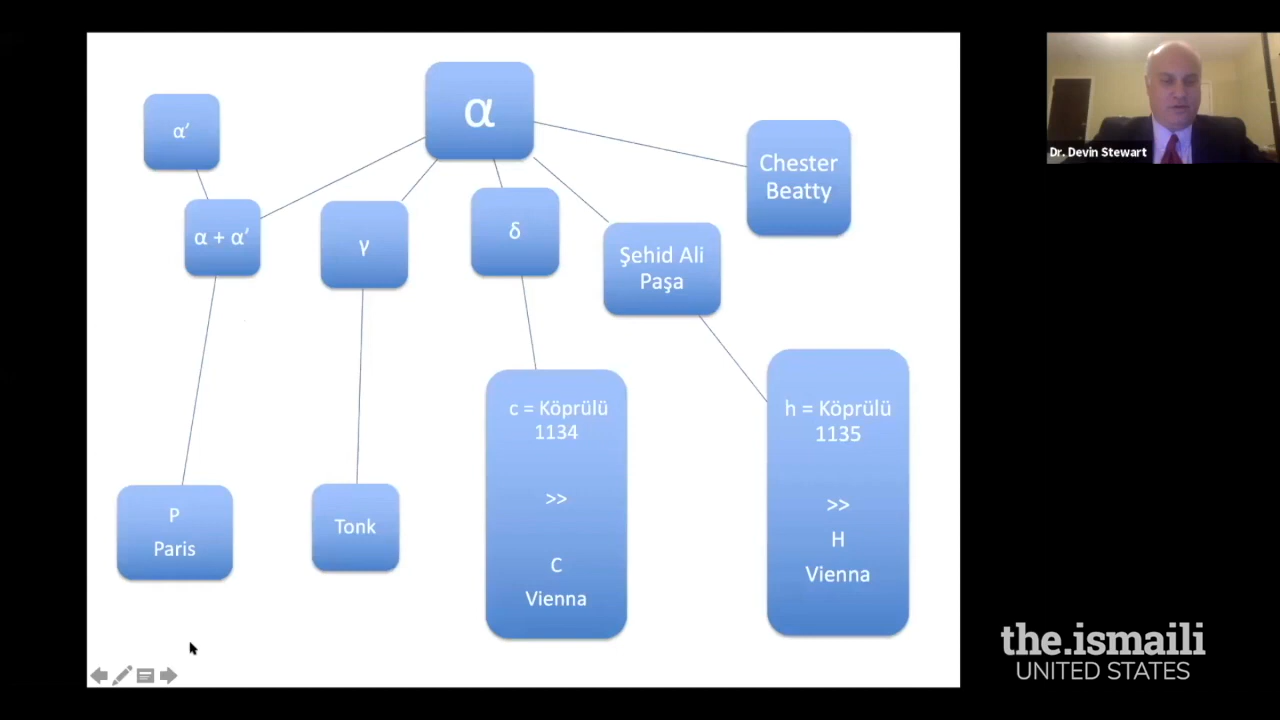 α
α′
Chester
Beatty
α + α′
γ
δ
Şehid Ali
Paşa
c = Köprülü
1134
>>
C
Vienna
h = Köprülü
1135
>>
H
Vienna
P
Paris
Tonk
Dr. Devin Stewart
the.ismaili
UNITED STATES